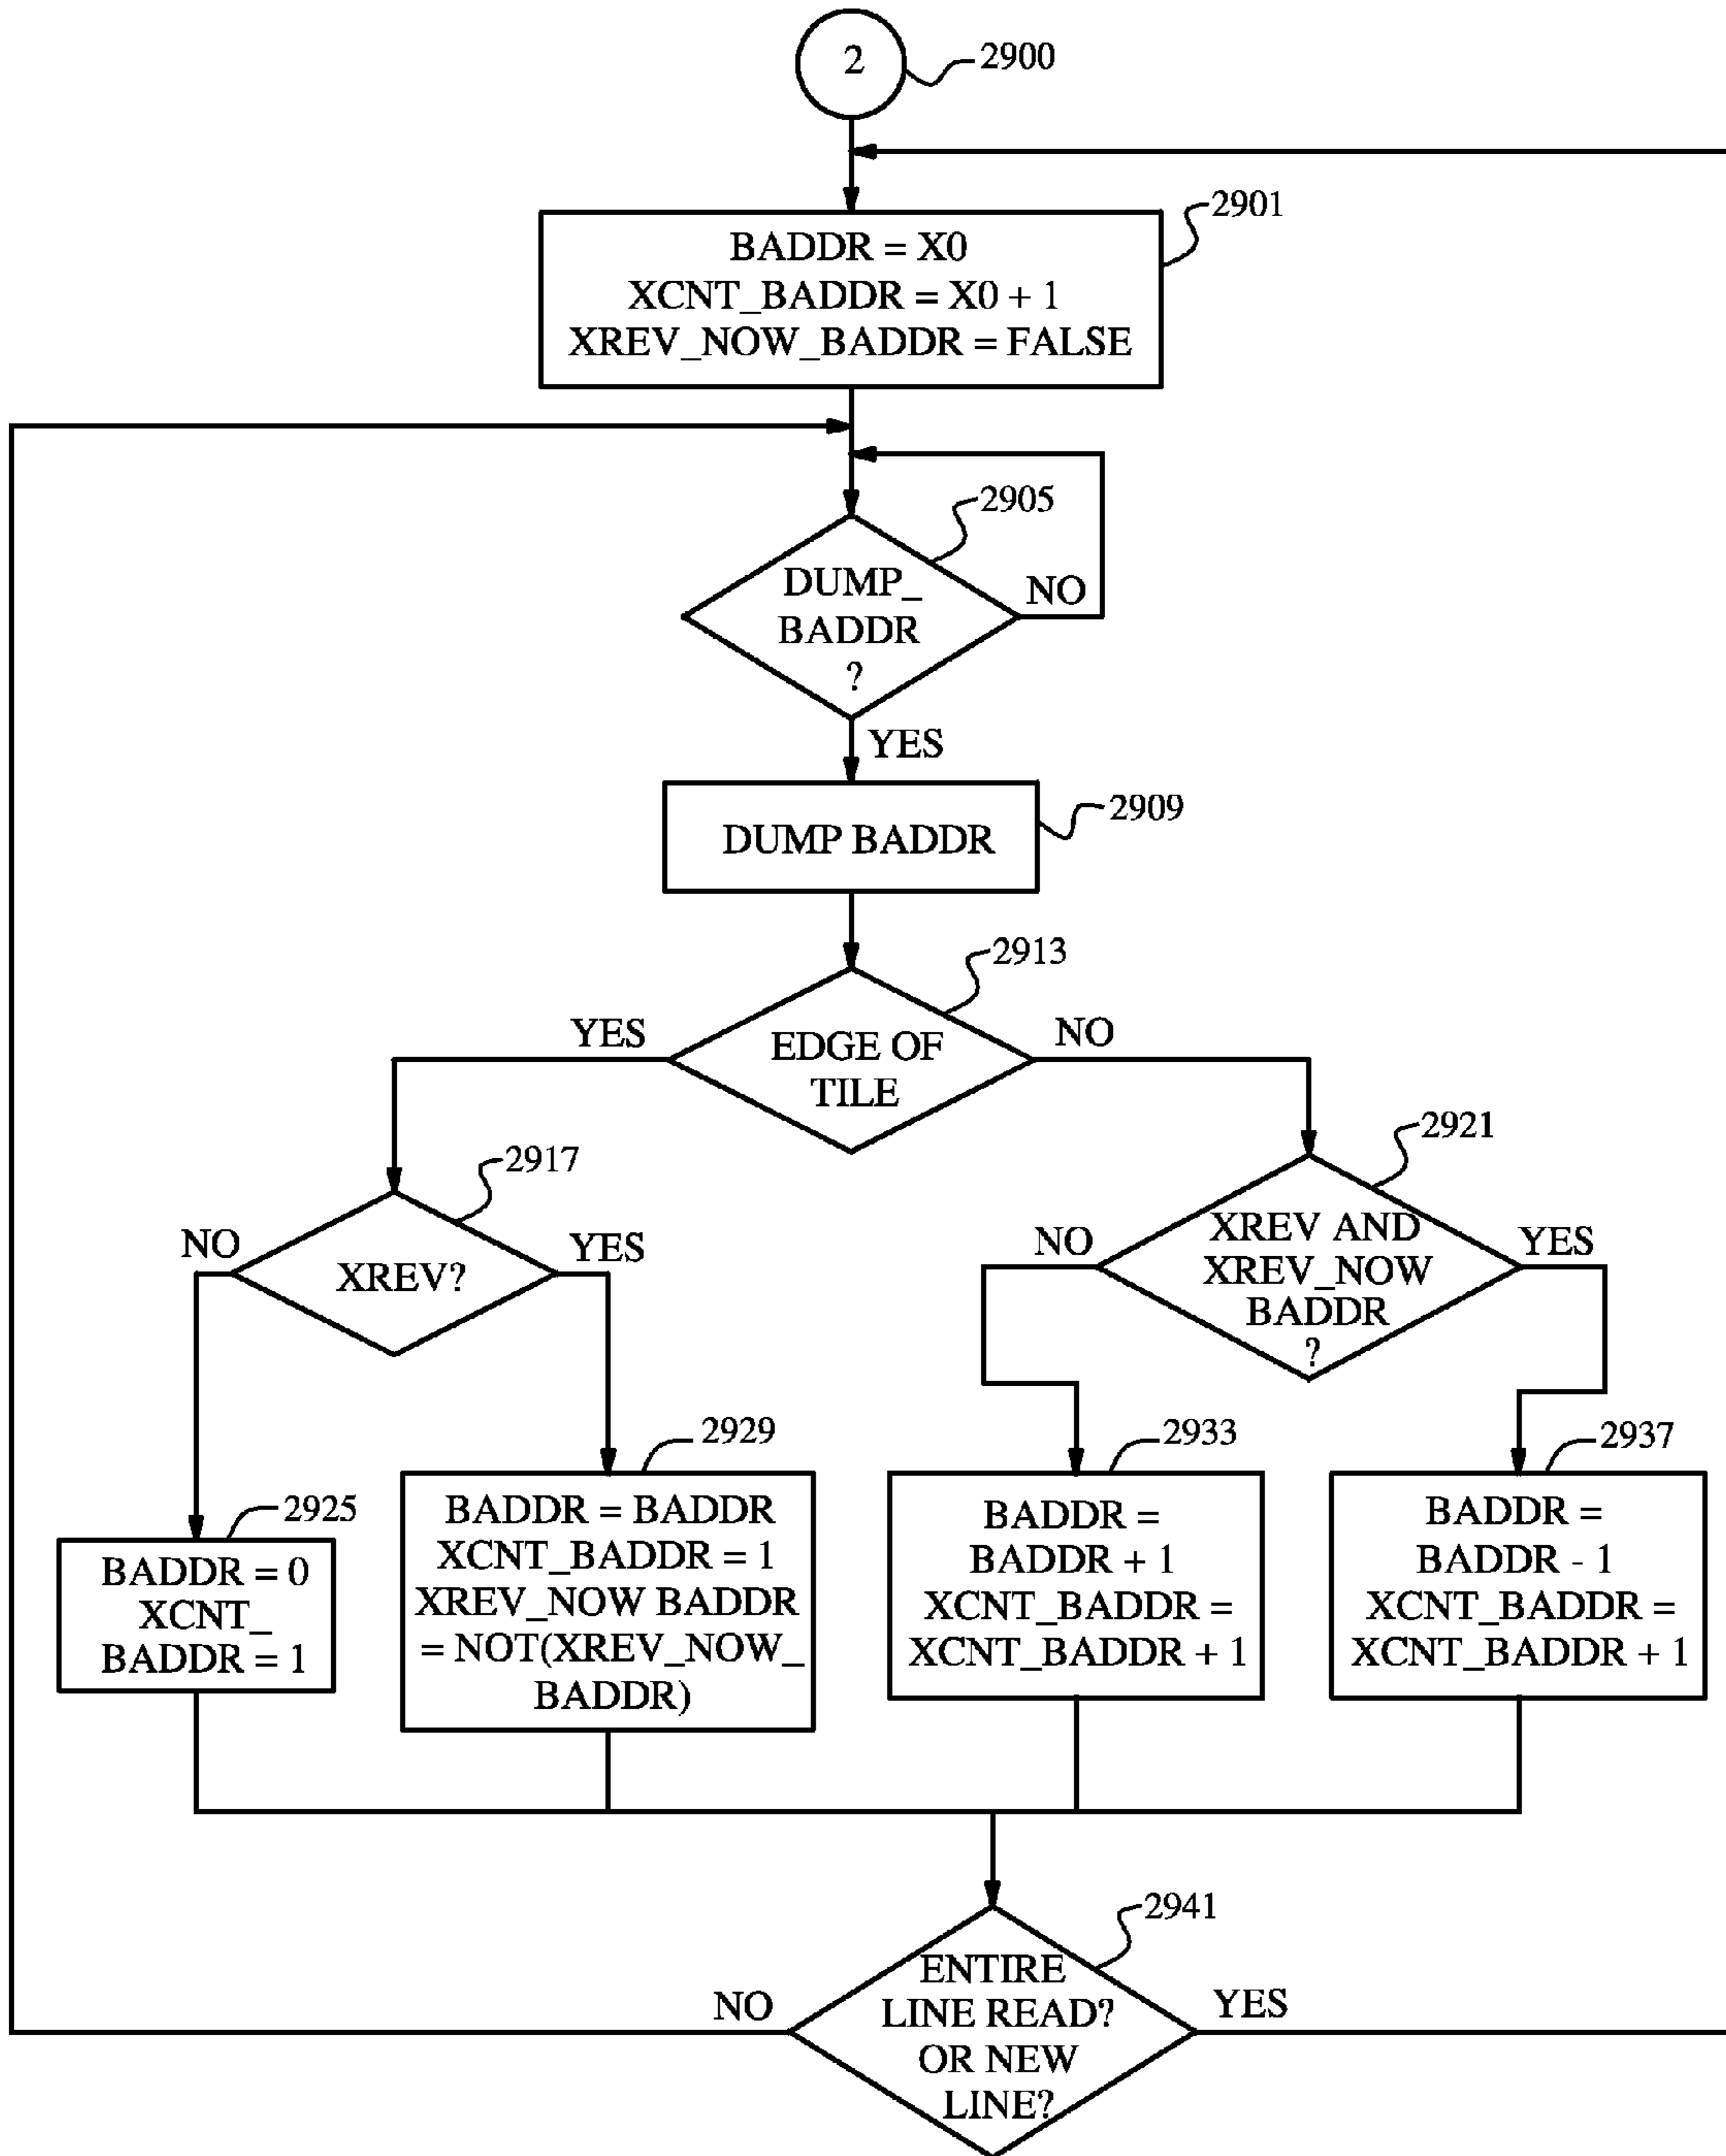 2
2900
2901
BADDR = X0
XCNT_BADDR = X0 + 1
XREV_NOW_BADDR = FALSE
2905
DUMP_
BADDR
?
NO
YES
2909
DUMP BADDR
2913
YES
EDGE OF
TILE
NO
2917
NO
XREV?
YES
2921
NO
XREV AND
XREV_NOW
BADDR
?
YES
2925
BADDR = 0
XCNT_
BADDR = 1
2929
BADDR = BADDR
XCNT_BADDR = 1
XREV_NOW BADDR
= NOT(XREV_NOW_
BADDR)
2933
BADDR =
BADDR + 1
XCNT_BADDR =
XCNT_BADDR + 1
2937
BADDR =
BADDR - 1
XCNT_BADDR =
XCNT_BADDR + 1
2941
NO
ENTIRE
LINE READ?
OR NEW
LINE?
YES